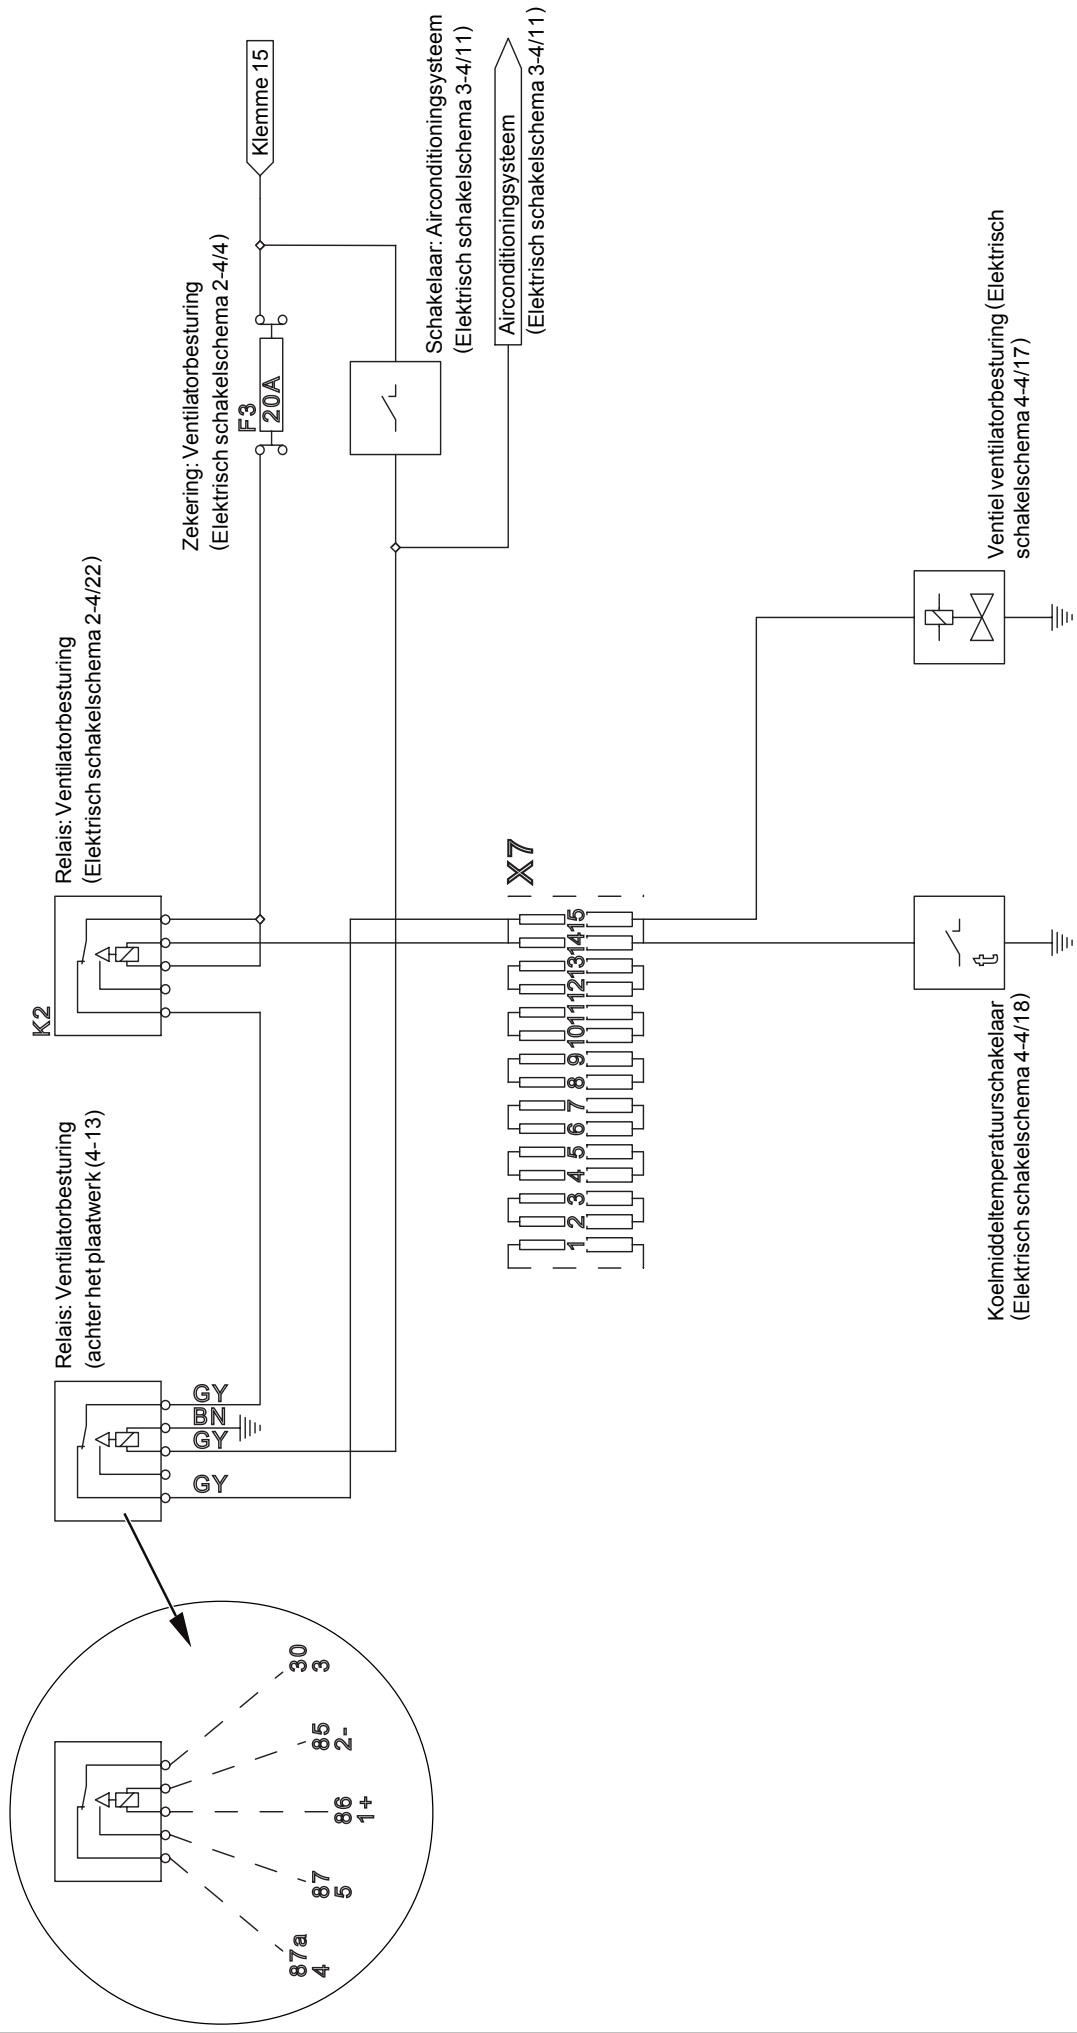 Relais: Ventilatorbesturing
(achter het plaatwerk (4-13)
K2
Relais: Ventilatorbesturing
(Elektrisch schakelschema 2-4/22)
Zekering: Ventilatorbesturing
(Elektrisch schakelschema 2-4/4)
F3
20A
Klemme 15
GY
BN
GY
GY
30
3
85
2-
86
1+
87
5
87a
4
Schakelaar: Airconditioningsysteem
(Elektrisch schakelschema 3-4/11)
Airconditioningsysteem
(Elektrisch schakelschema 3-4/11)
X7
1 2 3 4 5 6 7 8 9 10 11 12 13 14 15
t
Koelmiddeltemperatuurschakelaar
(Elektrisch schakelschema 4-4/18)
Ventiel ventilatorbesturing (Elektrisch
schakelschema 4-4/17)